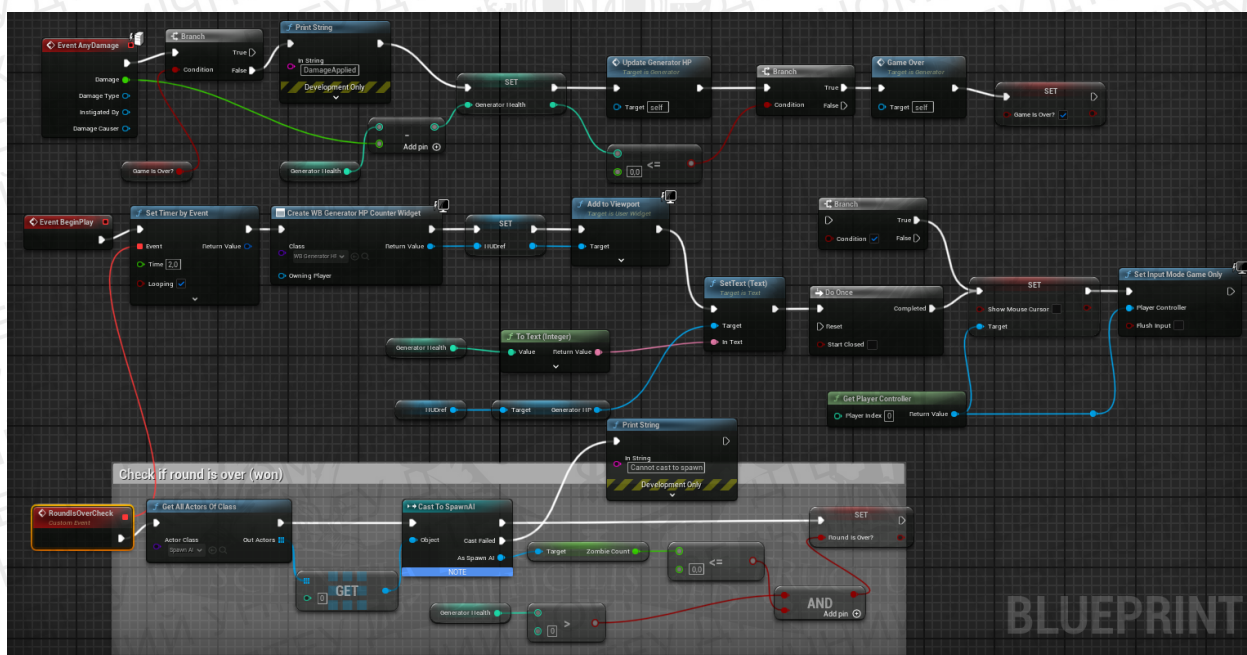 Event AnyDamage
Damage
Damage Type
Instigated By
Damage Causer
Branch
Condition
True
False
Game Is Over?
Print String
In String
DamageApplied
Development Only
Generator Health
-
Add pin
SET
Generator Health
Update Generator HP
Target is Generator
Target self
<=
0,0
Branch
Condition
True
False
Game Over
Target is Generator
Target self
SET
Game Is Over?
Event BeginPlay
Set Timer by Event
Event
Return Value
Time 2,0
Looping
Create WB Generator HP Counter Widget
Class
WB Generator HP
Return Value
Owning Player
SET
HUDref
Add to Viewport
Target is User Widget
Target
Generator Health
To Text (Integer)
Value
Return Value
HUDref
Target
Generator HP
SetText (Text)
Target is Text
Target
In Text
Do Once
Completed
Reset
Start Closed
Branch
True
Condition
False
SET
Show Mouse Cursor
Target
Get Player Controller
Player Index 0
Return Value
Set Input Mode Game Only
Player Controller
Flush Input
Check if round is over (won)
RoundIsOverCheck
Custom Event
Get All Actors Of Class
Actor Class
Spawn AI
Out Actors
GET
0
Cast To SpawnAI
Object
Cast Failed
As Spawn AI
NOTE
Print String
In String
Cannot cast to spawn
Development Only
Target
Zombie Count
<=
0,0
Generator Health
>
0
AND
Add pin
SET
Round Is Over?
BLUEPRINT